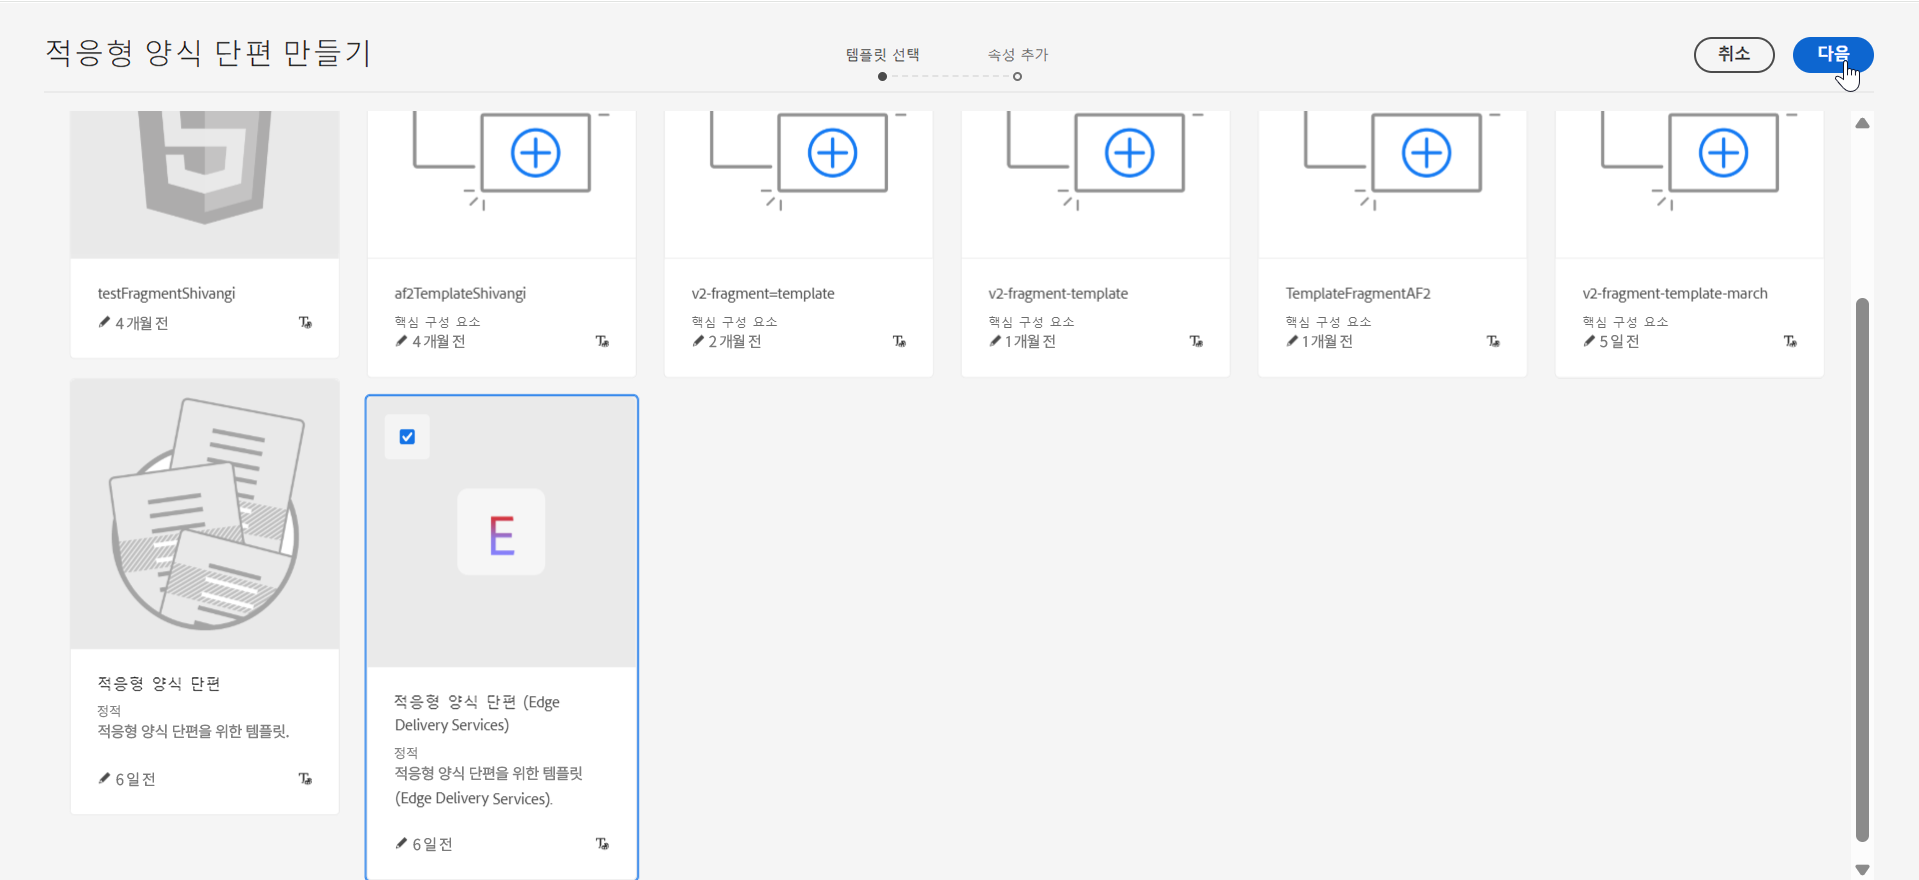 적응형 양식 단편 만들기
템플릿 선택
속성 추가
취소
다음
testFragmentShivangi
4개월 전
af2TemplateShivangi
핵심 구성 요소
4개월 전
v2-fragment=template
핵심 구성 요소
2개월 전
v2-fragment-template
핵심 구성 요소
1개월 전
TemplateFragmentAF2
핵심 구성 요소
1개월 전
v2-fragment-template-march
핵심 구성 요소
5일 전
적응형 양식 단편
정적
적응형 양식 단편을 위한 템플릿.
6일 전
E
적응형 양식 단편 (Edge
Delivery Services)
정적
적응형 양식 단편을 위한 템플릿
(Edge Delivery Services).
6일 전